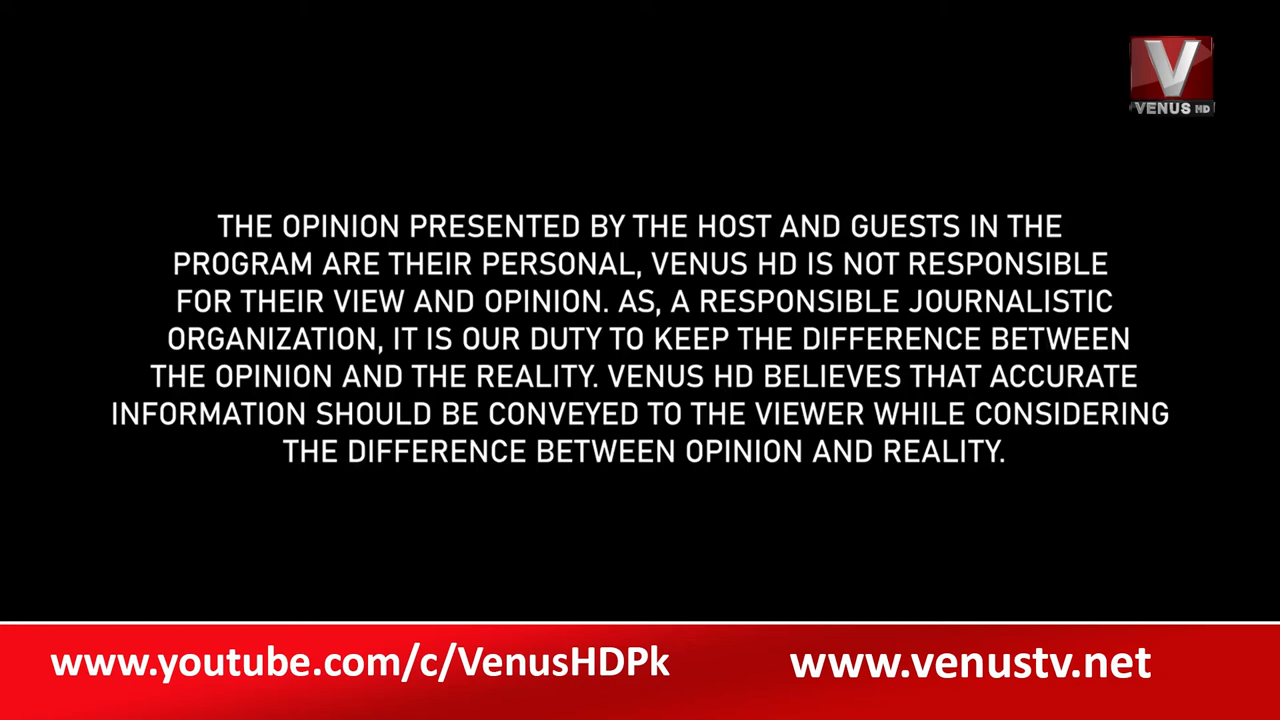 V
VENUS HD
THE OPINION PRESENTED BY THE HOST AND GUESTS IN THE
PROGRAM ARE THEIR PERSONAL, VENUS HD IS NOT RESPONSIBLE
FOR THEIR VIEW AND OPINION. AS, A RESPONSIBLE JOURNALISTIC
ORGANIZATION, IT IS OUR DUTY TO KEEP THE DIFFERENCE BETWEEN
THE OPINION AND THE REALITY. VENUS HD BELIEVES THAT ACCURATE
INFORMATION SHOULD BE CONVEYED TO THE VIEWER WHILE CONSIDERING
THE DIFFERENCE BETWEEN OPINION AND REALITY.
www.youtube.com/c/VenusHDPk
www.venustv.net